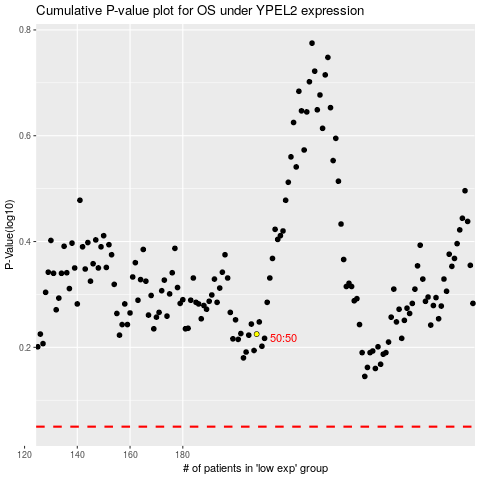 Cumulative P-value plot for OS under YPEL2 expression
0.8
0.6
0.4
0.2
P-Value(log10)
50:50
120 140 160 180
# of patients in 'low exp' group